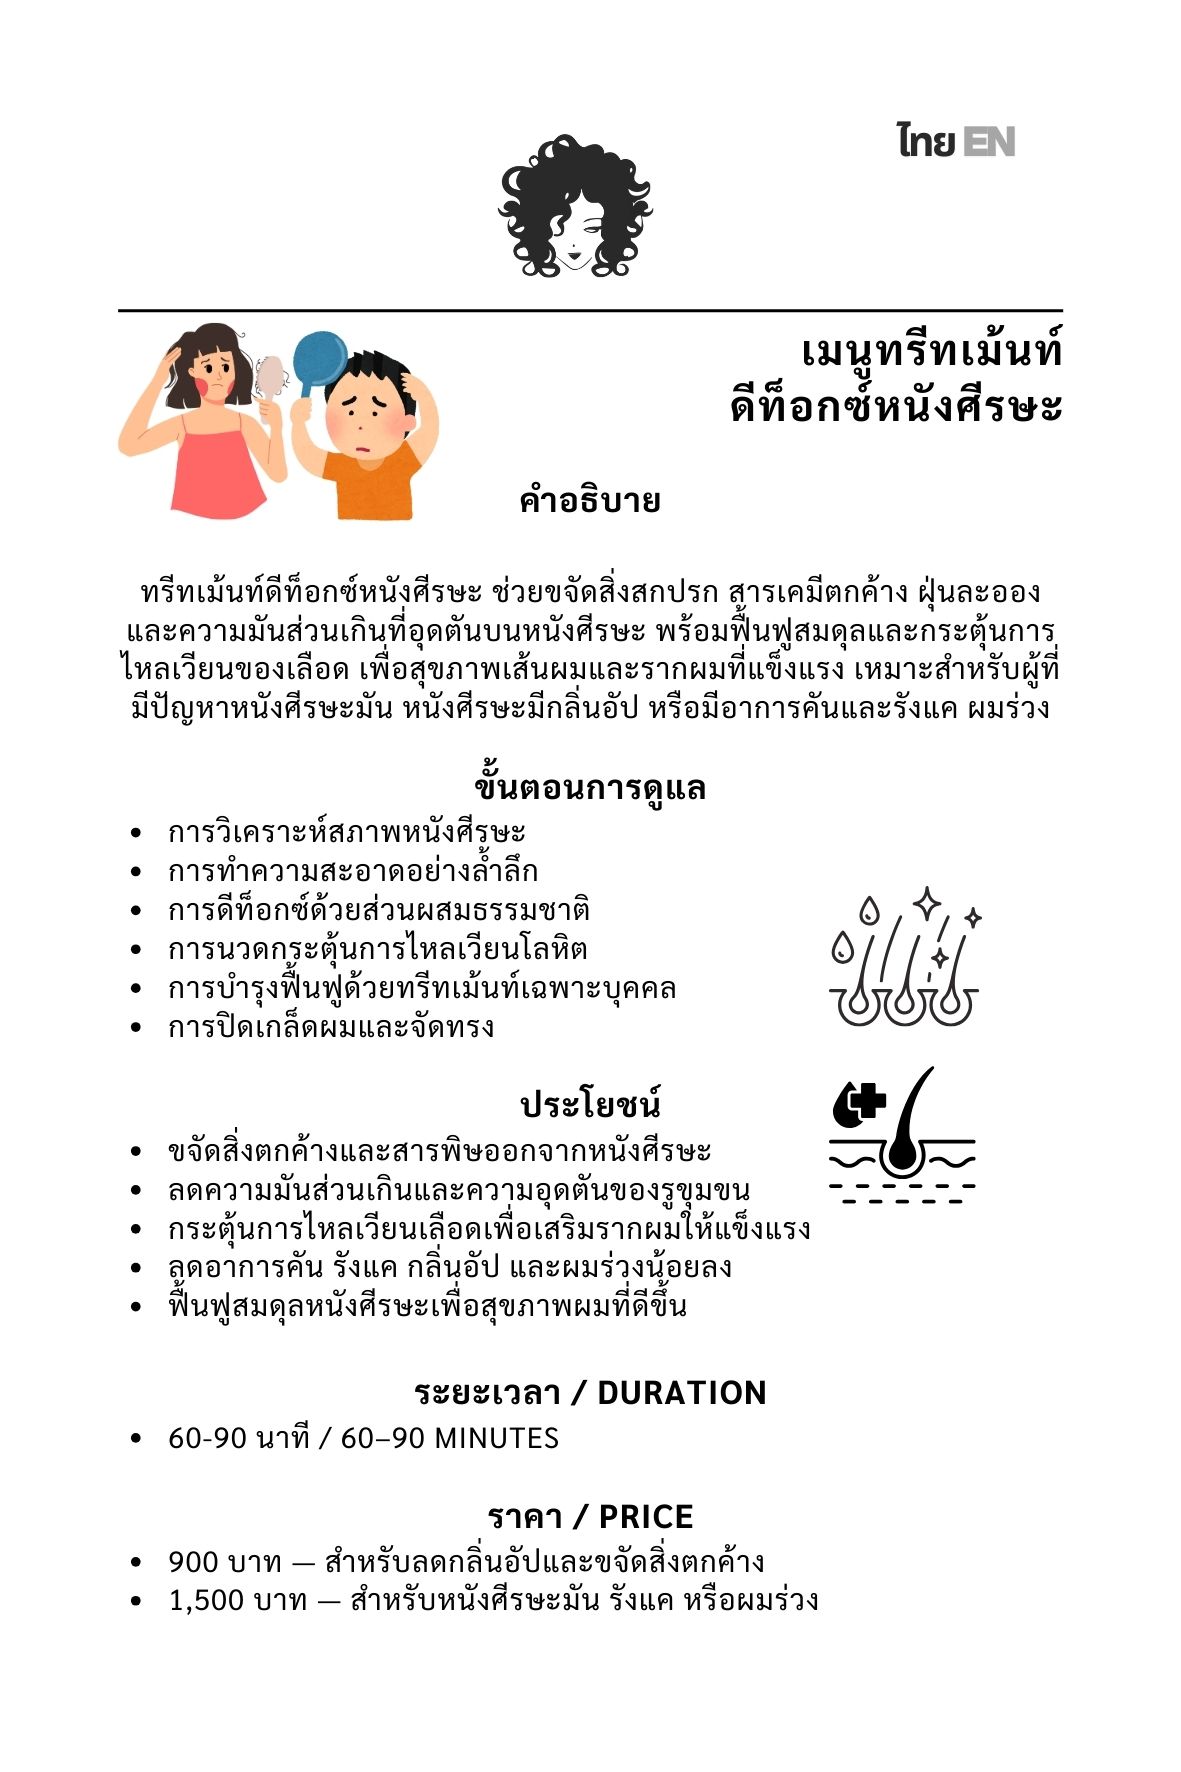 ไทย EN
เมนูทรีทเม้นท์
ดีท็อกซ์หนังศีรษะ
คำอธิบาย
ทรีทเม้นท์ดีท็อกซ์หนังศีรษะ ช่วยขจัดสิ่งสกปรก สารเคมีตกค้าง ฝุ่นละออง
และความมันส่วนเกินที่อุดตันบนหนังศีรษะ พร้อมฟื้นฟูสมดุลและกระตุ้นการ
ไหลเวียนของเลือด เพื่อสุขภาพเส้นผมและรากผมที่แข็งแรง เหมาะสำหรับผู้ที่
มีปัญหาหนังศีรษะมัน หนังศีรษะมีกลิ่นอัป หรือมีอาการคันและรังแค ผมร่วง
ขั้นตอนการดูแล
• การวิเคราะห์สภาพหนังศีรษะ
• การทำความสะอาดอย่างล้ำลึก
• การดีท็อกซ์ด้วยส่วนผสมธรรมชาติ
• การนวดกระตุ้นการไหลเวียนโลหิต
• การบำรุงฟื้นฟูด้วยทรีทเม้นท์เฉพาะบุคคล
• การปิดเกล็ดผมและจัดทรง
ประโยชน์
• ขจัดสิ่งตกค้างและสารพิษออกจากหนังศีรษะ
• ลดความมันส่วนเกินและความอุดตันของรูขุมขน
• กระตุ้นการไหลเวียนเลือดเพื่อเสริมรากผมให้แข็งแรง
• ลดอาการคัน รังแค กลิ่นอัป และผมร่วงน้อยลง
• ฟื้นฟูสมดุลหนังศีรษะเพื่อสุขภาพผมที่ดีขึ้น
ระยะเวลา / DURATION
• 60-90 นาที / 60–90 MINUTES
ราคา / PRICE
• 900 บาท — สำหรับลดกลิ่นอัปและขจัดสิ่งตกค้าง
• 1,500 บาท — สำหรับหนังศีรษะมัน รังแค หรือผมร่วง